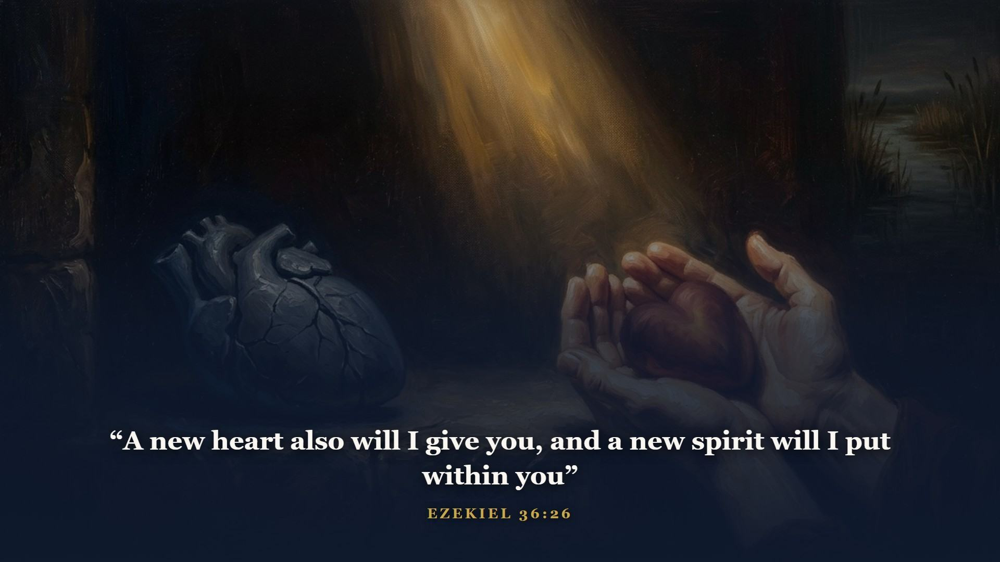 “A new heart also will I give you, and a new spirit will I put
within you”
EZEKIEL 36:26